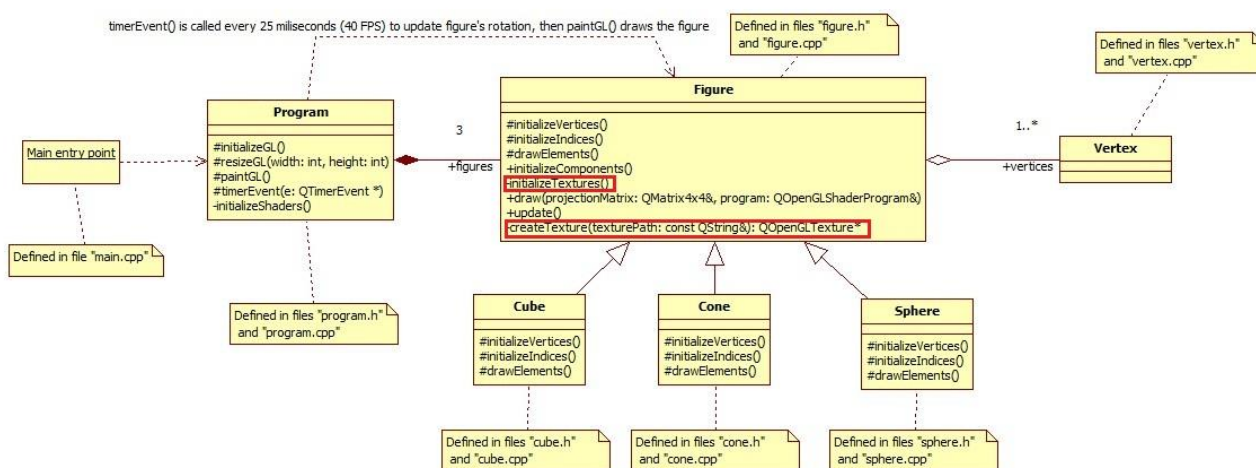 timerEvent() is called every 25 miliseconds (40 FPS) to update figure's rotation, then paintGL() draws the figure
Defined in files "figure.h"
and "figure.cpp"
Defined in files "vertex.h"
and "vertex.cpp"
Main entry point
Defined in file "main.cpp"
Program
#initializeGL()
#resizeGL(width: int, height: int)
#paintGL()
#timerEvent(e: QTimerEvent *)
-initializeShaders()
Defined in files "program.h"
and "program.cpp"
3
+figures
Figure
#initializeVertices()
#initializeIndices()
#drawElements()
+initializeComponents()
-initializeTextures()
+draw(projectionMatrix: QMatrix4x4&, program: QOpenGLShaderProgram&)
+update()
-createTexture(texturePath: const QString&): QOpenGLTexture*
1..*
+vertices
Vertex
Cube
#initializeVertices()
#initializeIndices()
#drawElements()
Defined in files "cube.h"
and "cube.cpp"
Cone
#initializeVertices()
#initializeIndices()
#drawElements()
Defined in files "cone.h"
and "cone.cpp"
Sphere
#initializeVertices()
#initializeIndices()
#drawElements()
Defined in files "sphere.h"
and "sphere.cpp"